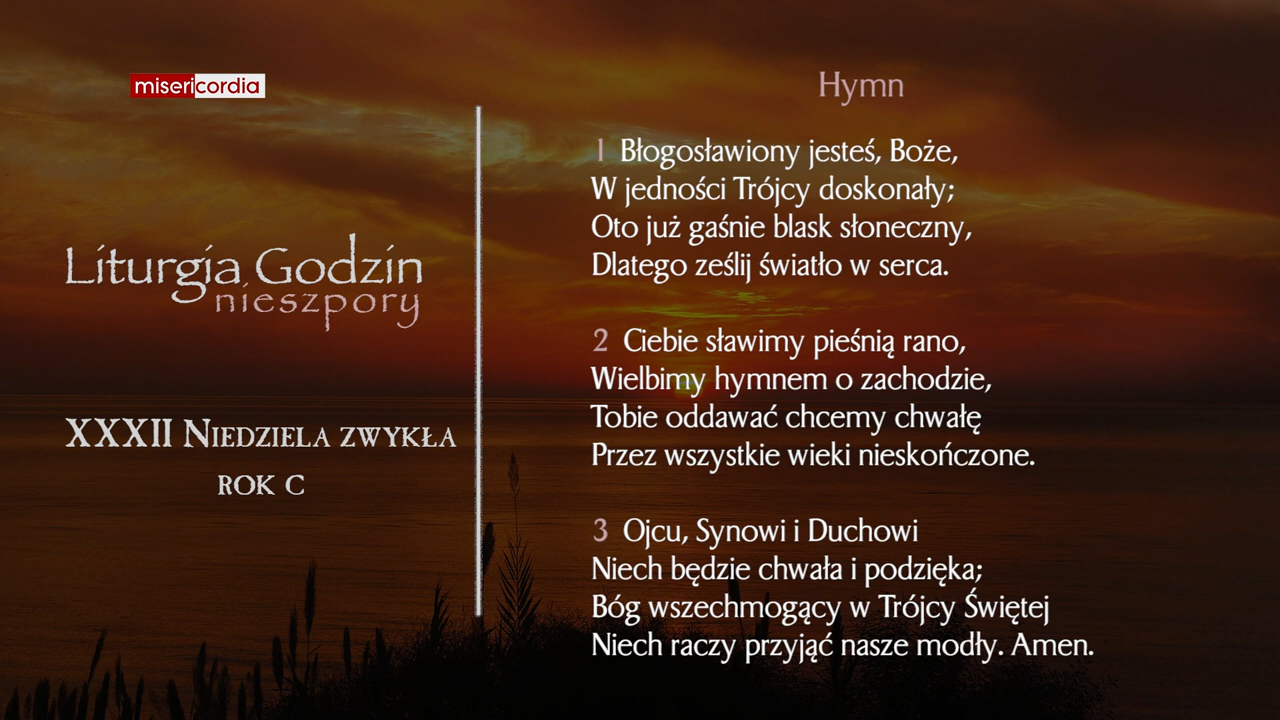 misericordia
Liturgia Godzin
nieszpory
XXXII Niedziela zwykła
rok C
Hymn
1 Błogosławiony jesteś, Boże,
W jedności Trójcy doskonały;
Oto już gaśnie blask słoneczny,
Dlatego ześlij światło w serca.
2 Ciebie sławimy pieśnią rano,
Wielbimy hymnem o zachodzie,
Tobie oddawać chcemy chwałę
Przez wszystkie wieki nieskończone.
3 Ojcu, Synowi i Duchowi
Niech będzie chwała i podzięka;
Bóg wszechmogący w Trójcy Świętej
Niech raczy przyjąć nasze modły. Amen.